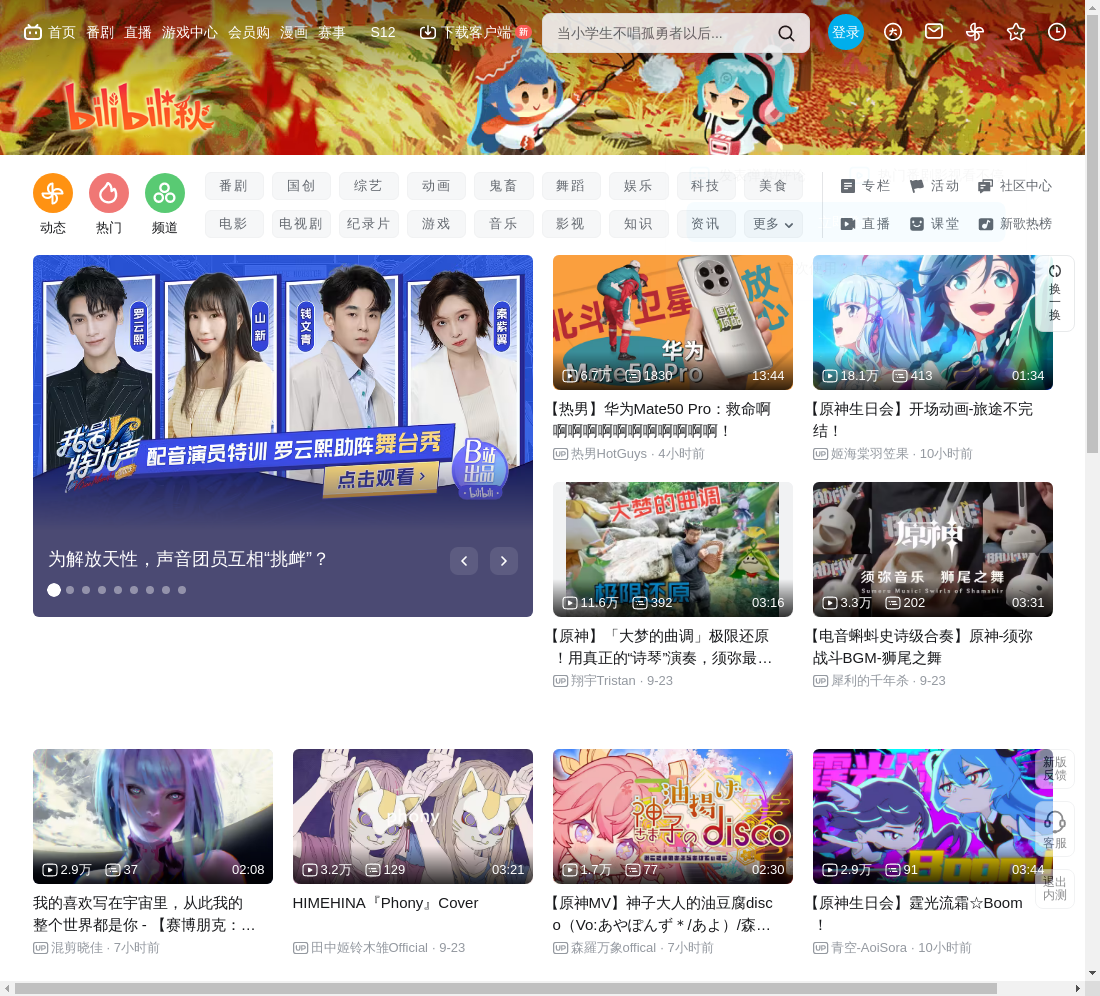 首页 番剧 直播 游戏中心 会员购 漫画 赛事 S12 下载客户端 新 当小学生不唱孤勇者以后... 登录 大
bilibili秋
动态 热门 频道
番剧 国创 综艺 动画 鬼畜 舞蹈 娱乐 科技 美食 专栏 活动 社区中心
电影 电视剧 纪录片 游戏 音乐 影视 知识 资讯 更多 直播 课堂 新歌热榜
罗云熙 山新 钱文青 秦紫翼
我是特优声
配音演员特训 罗云熙助阵舞台秀
点击观看 >
B站出品
bilibili
为解放天性，声音团员互相“挑衅”？
北斗卫星 放心
国行顶配
华为
Mate50 Pro
6.7万 1830 13:44
【热男】华为Mate50 Pro：救命啊
啊啊啊啊啊啊啊啊啊啊啊！
UP 热男HotGuys · 4小时前
18.1万 413 01:34
【原神生日会】开场动画-旅途不完
结！
UP 姬海棠羽笠果 · 10小时前
换一换
大梦的曲调
极限还原
11.6万 392 03:16
【原神】「大梦的曲调」极限还原
！用真正的“诗琴”演奏，须弥最…
UP 翔宇Tristan · 9-23
原神
须弥音乐 狮尾之舞
Sumeru Music: Swirls of Shamshir
3.3万 202 03:31
【电音蝌蚪史诗级合奏】原神-须弥
战斗BGM-狮尾之舞
UP 犀利的千年杀 · 9-23
2.9万 37 02:08
我的喜欢写在宇宙里，从此我的
整个世界都是你 - 【赛博朋克：…
UP 混剪晓佳 · 7小时前
phony
3.2万 129 03:21
HIMEHINA『Phony』Cover
UP 田中姬铃木雏Official · 9-23
油揚げ
神子さまのdisco
1.7万 77 02:30
【原神MV】神子大人的油豆腐disc
o（Vo:あやぽんず＊/あよ）/森…
UP 森羅万象offical · 7小时前
霆光流霜
Boom
2.9万 91 03:44
【原神生日会】霆光流霜☆Boom
！
UP 青空-AoiSora · 10小时前
新版
反馈
客服
退出
内测